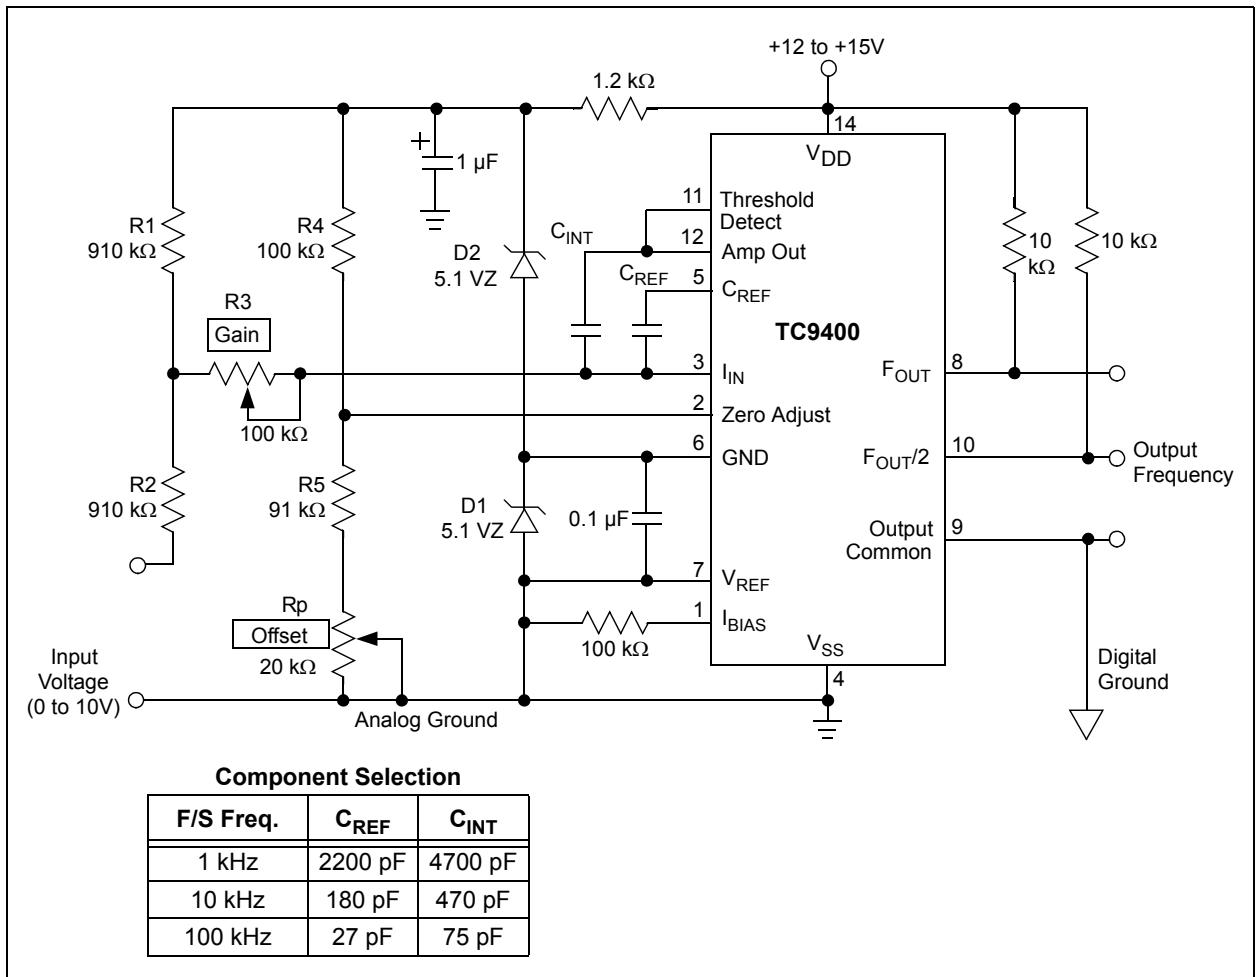 +12 to +15V
1.2 kΩ
14
V_DD
+
1 µF
R1
910 kΩ
R4
100 kΩ
D2
5.1 VZ
C_INT
C_REF
11
Threshold
Detect
12
Amp Out
5
C_REF
TC9400
10
kΩ
10 kΩ
R3
Gain
100 kΩ
3
I_IN
2
Zero Adjust
6
GND
F_OUT
8
F_OUT/2
10
Output
Frequency
R2
910 kΩ
R5
91 kΩ
D1
5.1 VZ
0.1 µF
Output
Common
9
7
V_REF
1
I_BIAS
100 kΩ
V_SS
4
Rp
Offset
20 kΩ
Input
Voltage
(0 to 10V)
Analog Ground
Digital
Ground
Component Selection
F/S Freq. C_REF C_INT
1 kHz 2200 pF 4700 pF
10 kHz 180 pF 470 pF
100 kHz 27 pF 75 pF